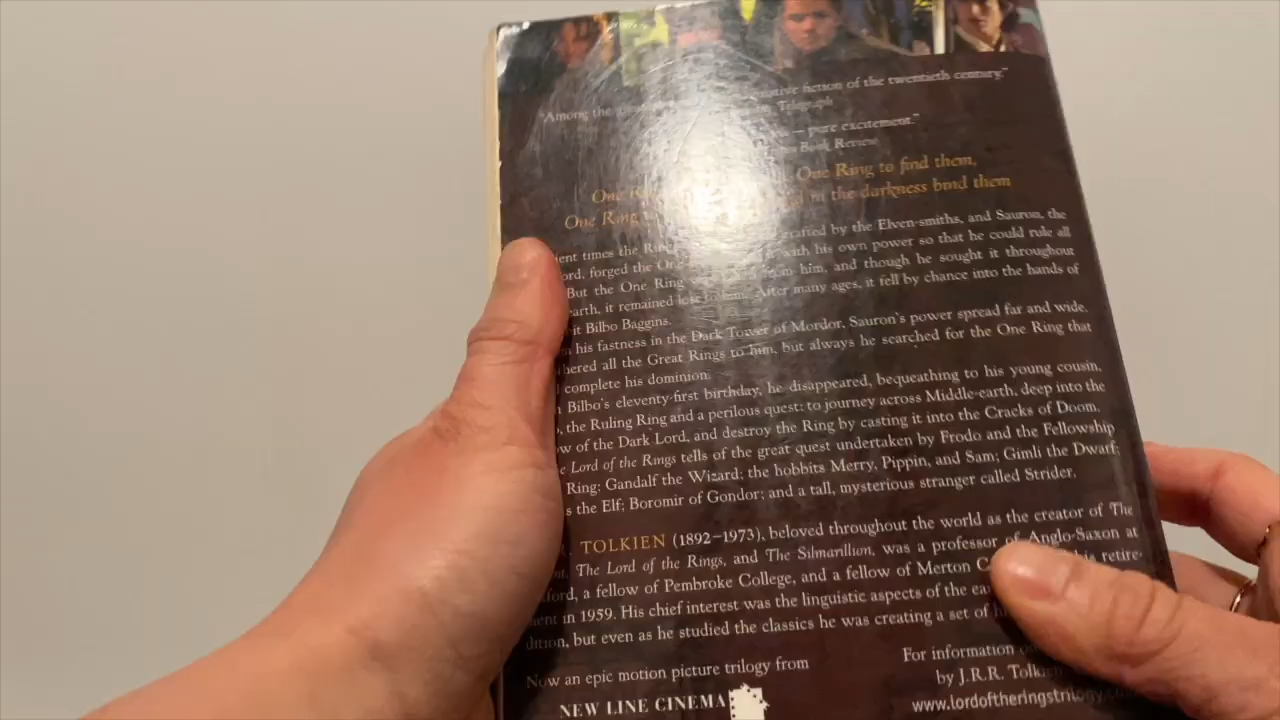 "Among the fiction of the twentieth century."
Telegraph
— pure excitement."
Book Review
One Ring to find them,
One Ring in the darkness bind them
times the crafted by the Elven-smiths, and Sauron, the
forged the with his own power so that he could rule all
But the One Ring from him, and though he sought it throughout
earth, it remained After many ages, it fell by chance into the hands of
Bilbo Baggins.
his fastness in the Dark Tower of Mordor, Sauron's power spread far and wide.
all the Great Rings to him, but always he searched for the One Ring that
complete his dominion.
Bilbo's eleventy-first birthday, he disappeared, bequeathing to his young cousin,
the Ruling Ring and a perilous quest: to journey across Middle-earth, deep into the
of the Dark Lord, and destroy the Ring by casting it into the Cracks of Doom.
Lord of the Rings tells of the great quest undertaken by Frodo and the Fellowship
Ring: Gandalf the Wizard; the hobbits Merry, Pippin, and Sam; Gimli the Dwarf;
the Elf; Boromir of Gondor; and a tall, mysterious stranger called Strider.
TOLKIEN (1892–1973), beloved throughout the world as the creator of The
The Lord of the Rings, and The Silmarillion, was a professor of Anglo-Saxon at
a fellow of Pembroke College, and a fellow of Merton retire-
in 1959. His chief interest was the linguistic aspects of the
but even as he studied the classics he was creating a set of
Now an epic motion picture trilogy from
NEW LINE CINEMA
For information
by J.R.R.
www.lordoftheringstrilogy